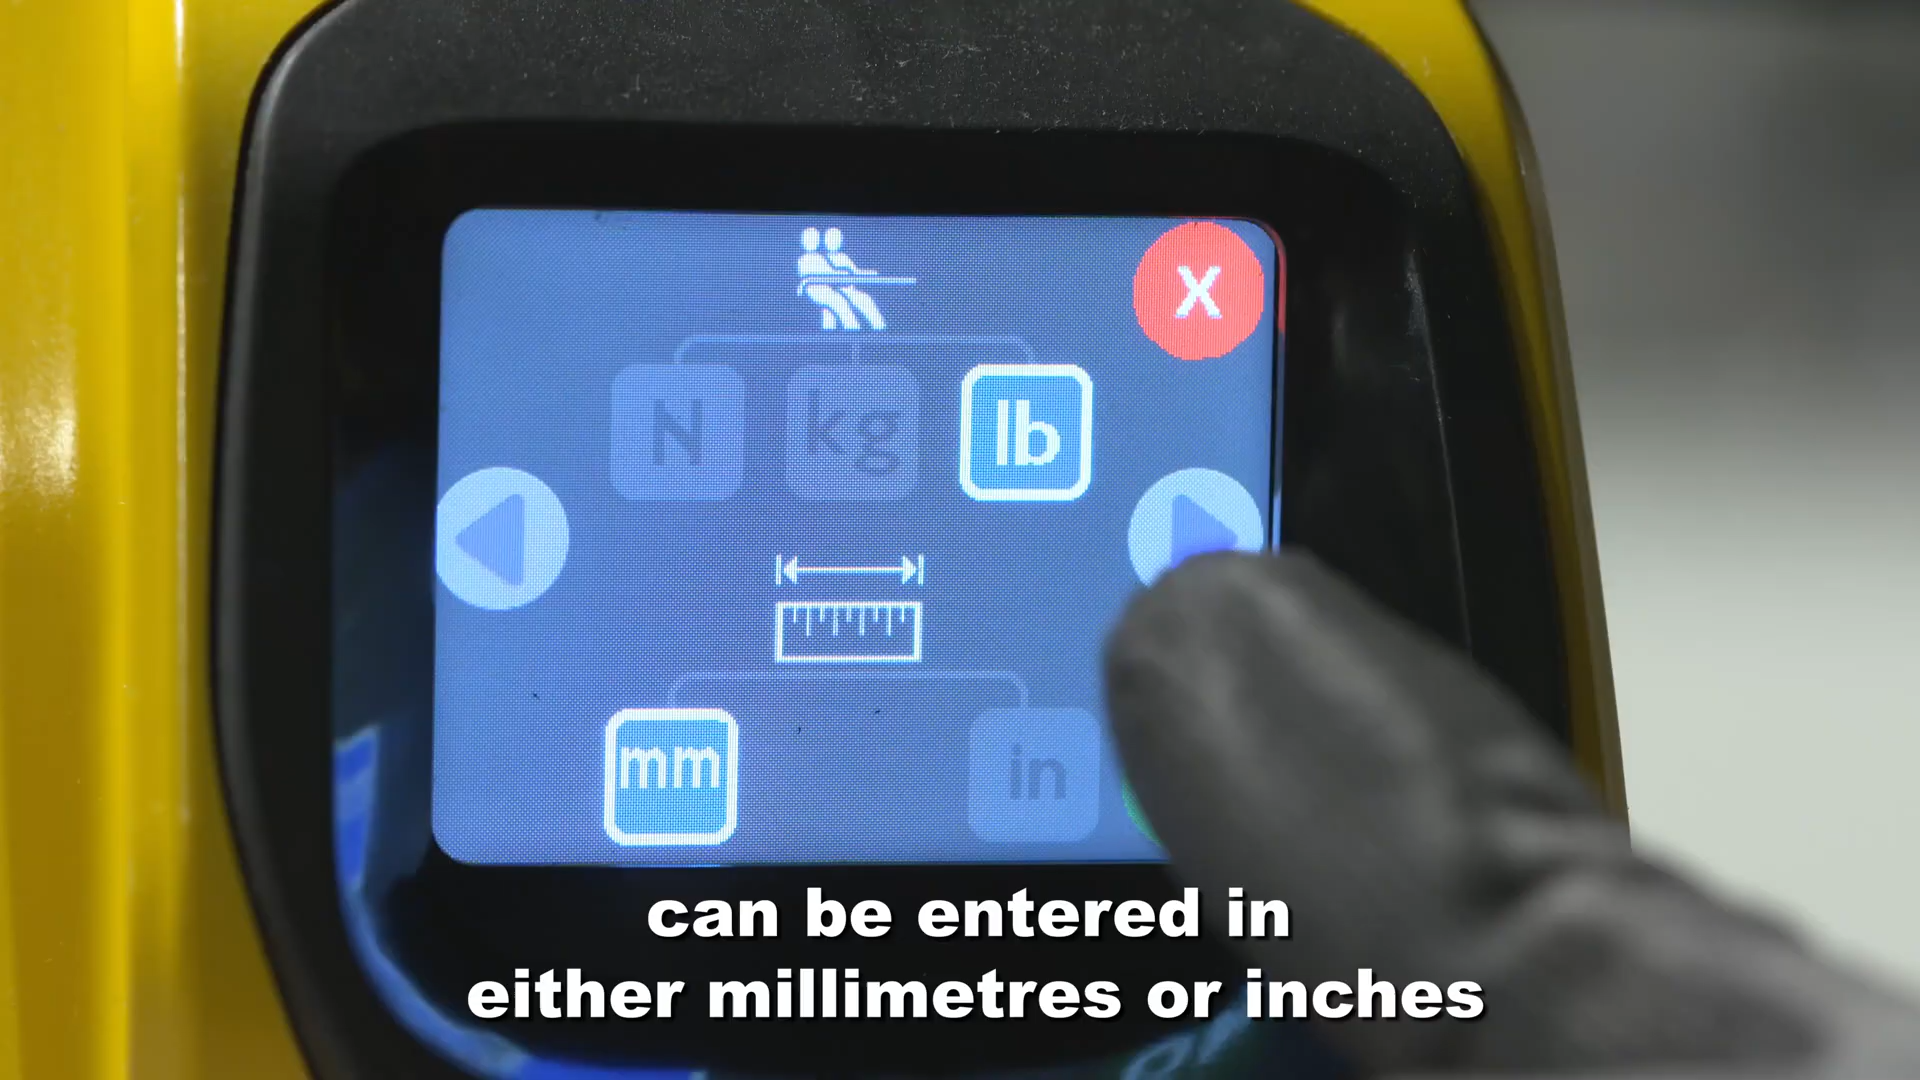 X
N kg lb
mm in
can be entered in
either millimetres or inches